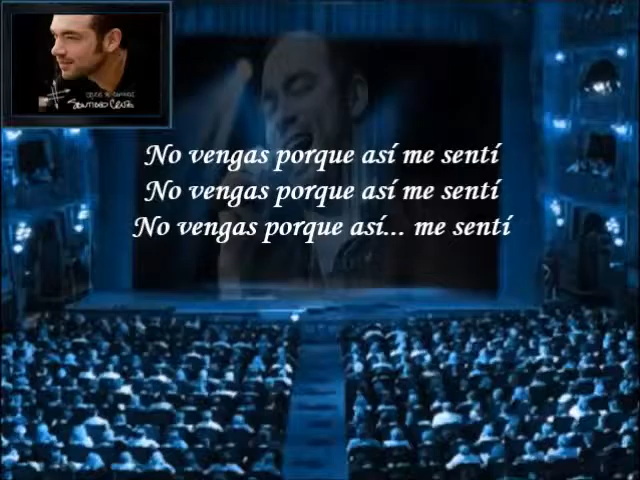 No vengas porque así me sentí
No vengas porque así me sentí
No vengas porque así... me sentí